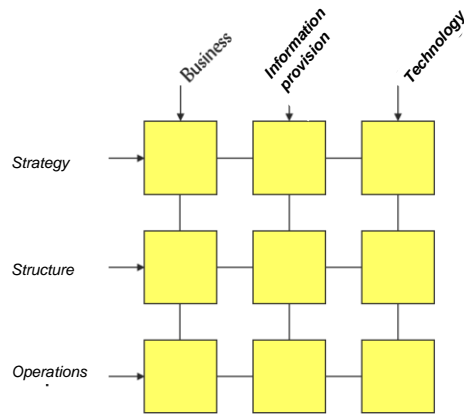 Business
Information
provision
Technology
Strategy
Structure
Operations